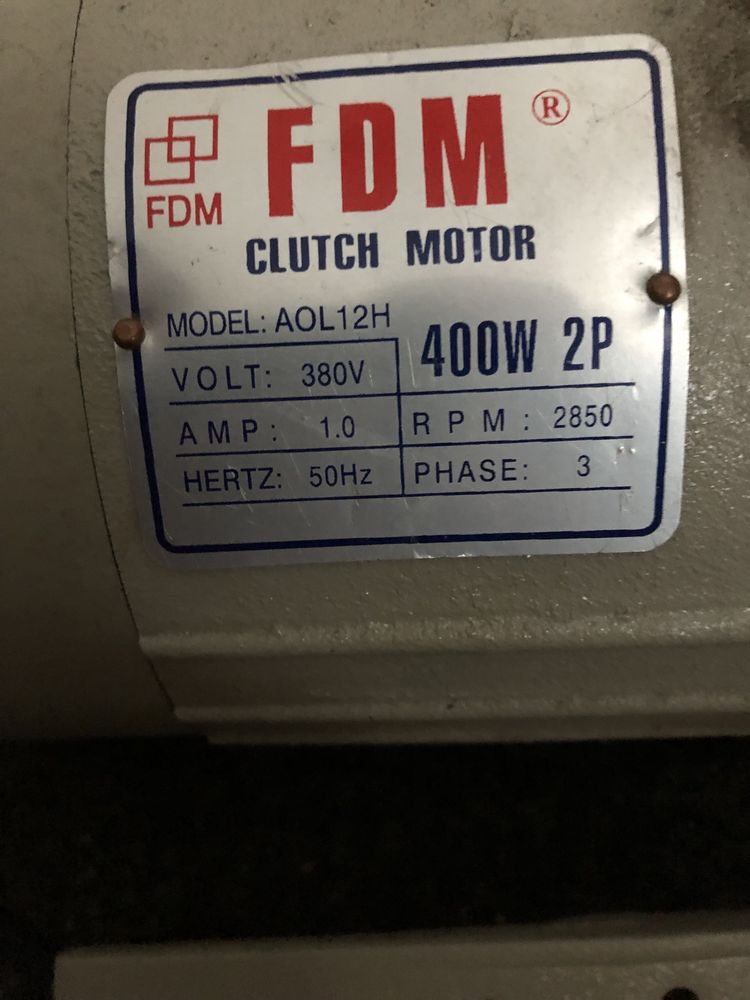 FDM ®
FDM
CLUTCH MOTOR
MODEL: AOL12H
400W 2P
VOLT: 380V
AMP: 1.0
RPM: 2850
HERTZ: 50Hz
PHASE: 3